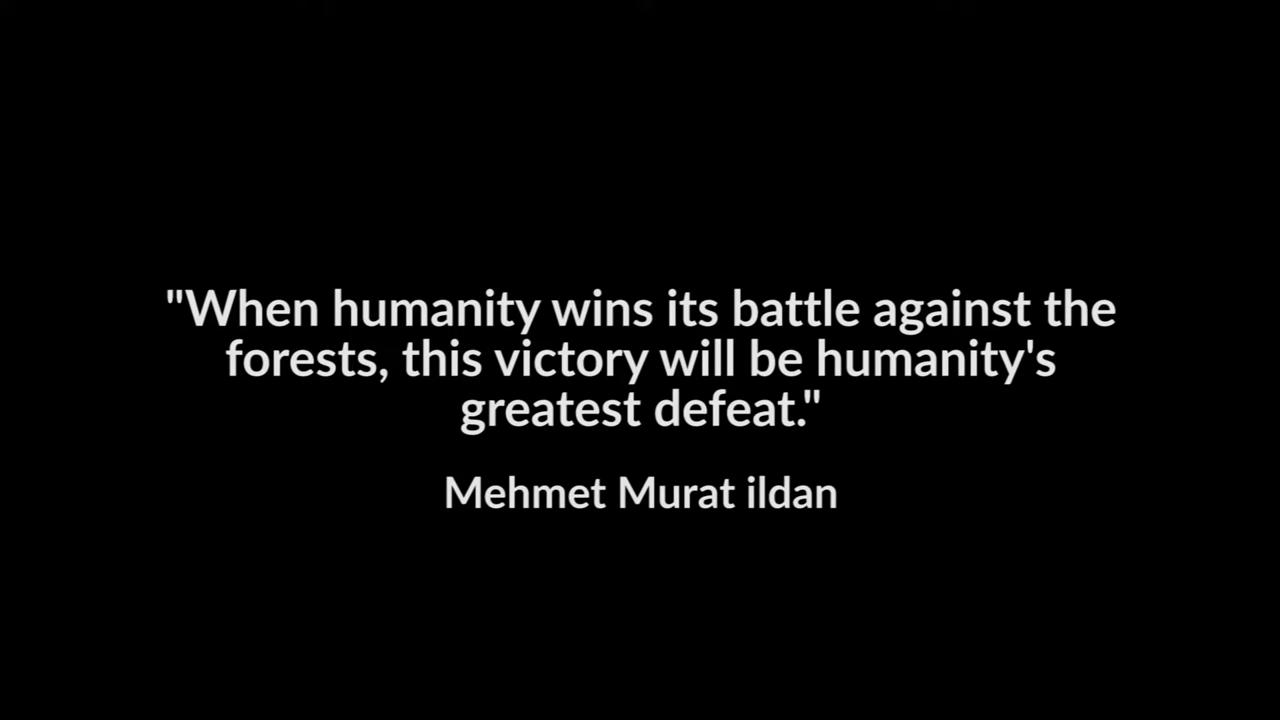 "When humanity wins its battle against the
forests, this victory will be humanity's
greatest defeat."
Mehmet Murat ildan